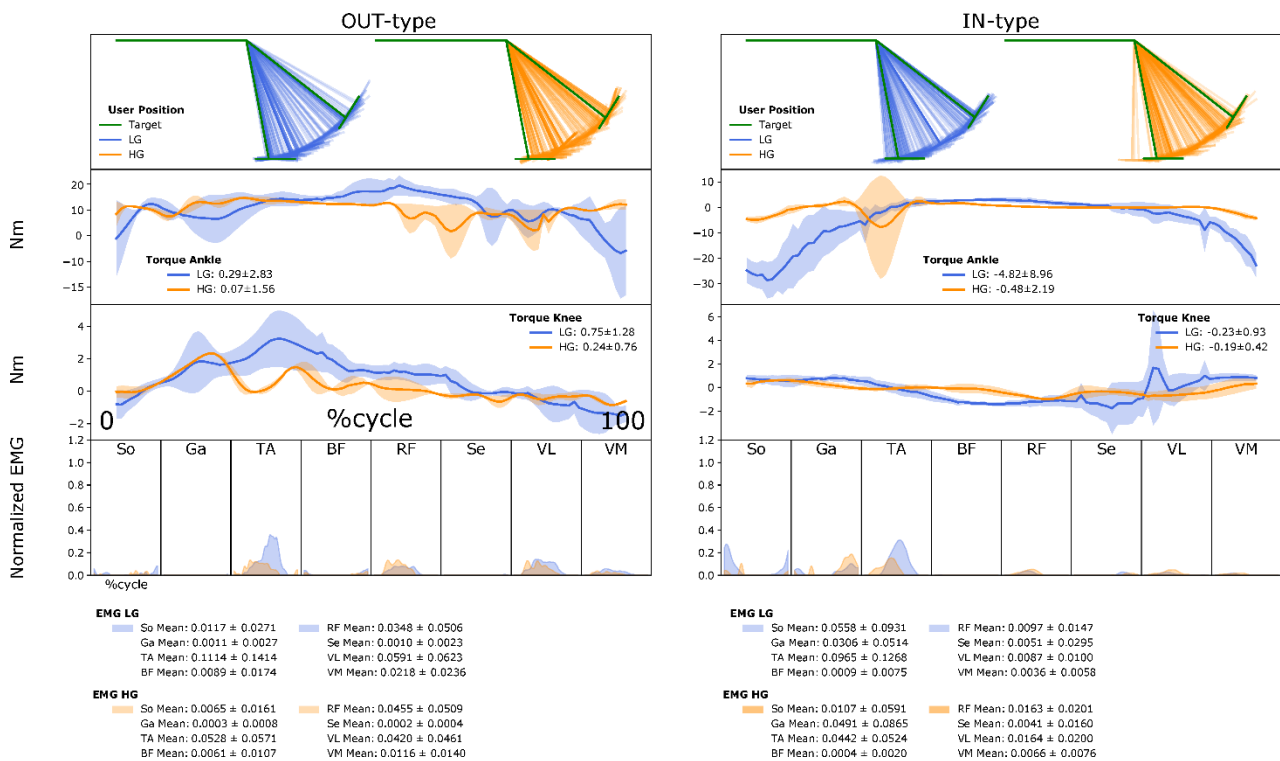 OUT-type
IN-type
User Position
Target
LG
HG
User Position
Target
LG
HG
Nm
20
10
0
−10
−15
Torque Ankle
LG: 0.29±2.83
HG: 0.07±1.56
10
0
−10
−20
−30
Torque Ankle
LG: -4.82±8.96
HG: -0.48±2.19
Nm
4
2
0
−2
Torque Knee
LG: 0.75±1.28
HG: 0.24±0.76
0
%cycle
100
6
4
2
0
−2
Torque Knee
LG: -0.23±0.93
HG: -0.19±0.42
Normalized EMG
1.2
1.0
0.8
0.6
0.4
0.2
0.0
So Ga TA BF RF Se VL VM
%cycle
1.2
1.0
0.8
0.6
0.4
0.2
0.0
So Ga TA BF RF Se VL VM
EMG LG
So Mean: 0.0117 ± 0.0271 RF Mean: 0.0348 ± 0.0506
Ga Mean: 0.0011 ± 0.0027 Se Mean: 0.0010 ± 0.0023
TA Mean: 0.1114 ± 0.1414 VL Mean: 0.0591 ± 0.0623
BF Mean: 0.0089 ± 0.0174 VM Mean: 0.0218 ± 0.0236
EMG HG
So Mean: 0.0065 ± 0.0161 RF Mean: 0.0455 ± 0.0509
Ga Mean: 0.0003 ± 0.0008 Se Mean: 0.0002 ± 0.0004
TA Mean: 0.0528 ± 0.0571 VL Mean: 0.0420 ± 0.0461
BF Mean: 0.0061 ± 0.0107 VM Mean: 0.0116 ± 0.0140
EMG LG
So Mean: 0.0558 ± 0.0931 RF Mean: 0.0097 ± 0.0147
Ga Mean: 0.0306 ± 0.0514 Se Mean: 0.0051 ± 0.0295
TA Mean: 0.0965 ± 0.1268 VL Mean: 0.0087 ± 0.0100
BF Mean: 0.0009 ± 0.0075 VM Mean: 0.0036 ± 0.0058
EMG HG
So Mean: 0.0107 ± 0.0591 RF Mean: 0.0163 ± 0.0201
Ga Mean: 0.0491 ± 0.0865 Se Mean: 0.0041 ± 0.0160
TA Mean: 0.0442 ± 0.0524 VL Mean: 0.0164 ± 0.0200
BF Mean: 0.0004 ± 0.0020 VM Mean: 0.0066 ± 0.0076